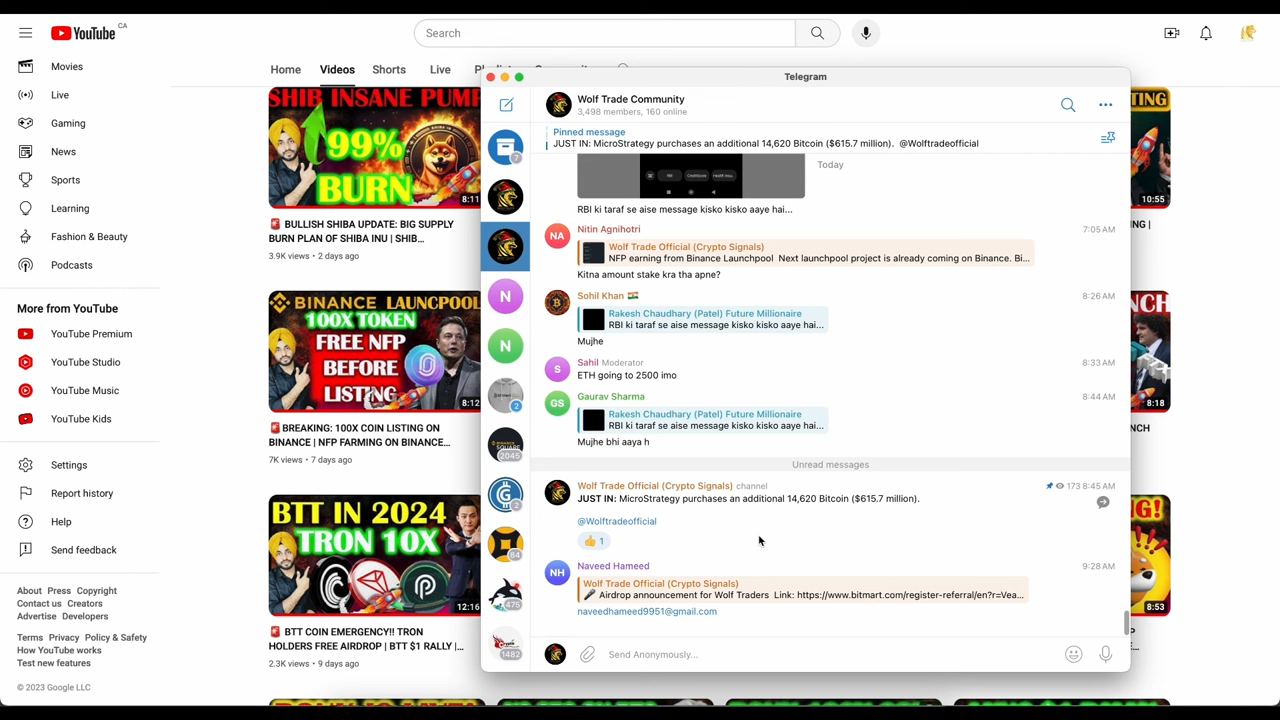 YouTube CA
Search
Movies
Live
Gaming
News
Sports
Learning
Fashion & Beauty
Podcasts
More from YouTube
YouTube Premium
YouTube Studio
YouTube Music
YouTube Kids
Settings
Report history
Help
Send feedback
About Press Copyright
Contact us Creators
Advertise Developers
Terms Privacy Policy & Safety
How YouTube works
Test new features
© 2023 Google LLC
Home Videos Shorts Live
SHIB INSANE PUMP
99%
BURN
8:11
🚨 BULLISH SHIBA UPDATE: BIG SUPPLY
BURN PLAN OF SHIBA INU | SHIB...
3.9K views • 2 days ago
BINANCE LAUNCPOOL
100X TOKEN
FREE NFP
BEFORE
LISTING
8:12
🚨BREAKING: 100X COIN LISTING ON
BINANCE | NFP FARMING ON BINANCE...
7K views • 7 days ago
BTT IN 2024
TRON 10X
12:16
🚨 BTT COIN EMERGENCY!! TRON
HOLDERS FREE AIRDROP | BTT $1 RALLY |...
2.3K views • 9 days ago
Telegram
Wolf Trade Community
3,498 members, 160 online
Pinned message
JUST IN: MicroStrategy purchases an additional 14,620 Bitcoin ($615.7 million). @Wolftradeofficial
Today
RBI ki taraf se aise message kisko kisko aaye hai...
NA
Nitin Agnihotri 7:05 AM
Wolf Trade Official (Crypto Signals)
NFP earning from Binance Launchpool Next launchpool project is already coming on Binance. Bi...
Kitna amount stake kra tha apne?
Sohil Khan 🇮🇳 8:26 AM
Rakesh Chaudhary (Patel) Future Millionaire
RBI ki taraf se aise message kisko kisko aaye hai...
Mujhe
S
Sahil Moderator 8:33 AM
ETH going to 2500 imo
GS
Gaurav Sharma 8:44 AM
Rakesh Chaudhary (Patel) Future Millionaire
RBI ki taraf se aise message kisko kisko aaye hai...
Mujhe bhi aaya h
Unread messages
Wolf Trade Official (Crypto Signals) channel 173 8:45 AM
JUST IN: MicroStrategy purchases an additional 14,620 Bitcoin ($615.7 million).
@Wolftradeofficial
👍 1
NH
Naveed Hameed 9:28 AM
Wolf Trade Official (Crypto Signals)
🎤 Airdrop announcement for Wolf Traders Link: https://www.bitmart.com/register-referral/en?r=Vea...
naveedhameed9951@gmail.com
Send Anonymously...
7
N
N
2
2045
2
84
475
1482
10:55
8:18
8:53